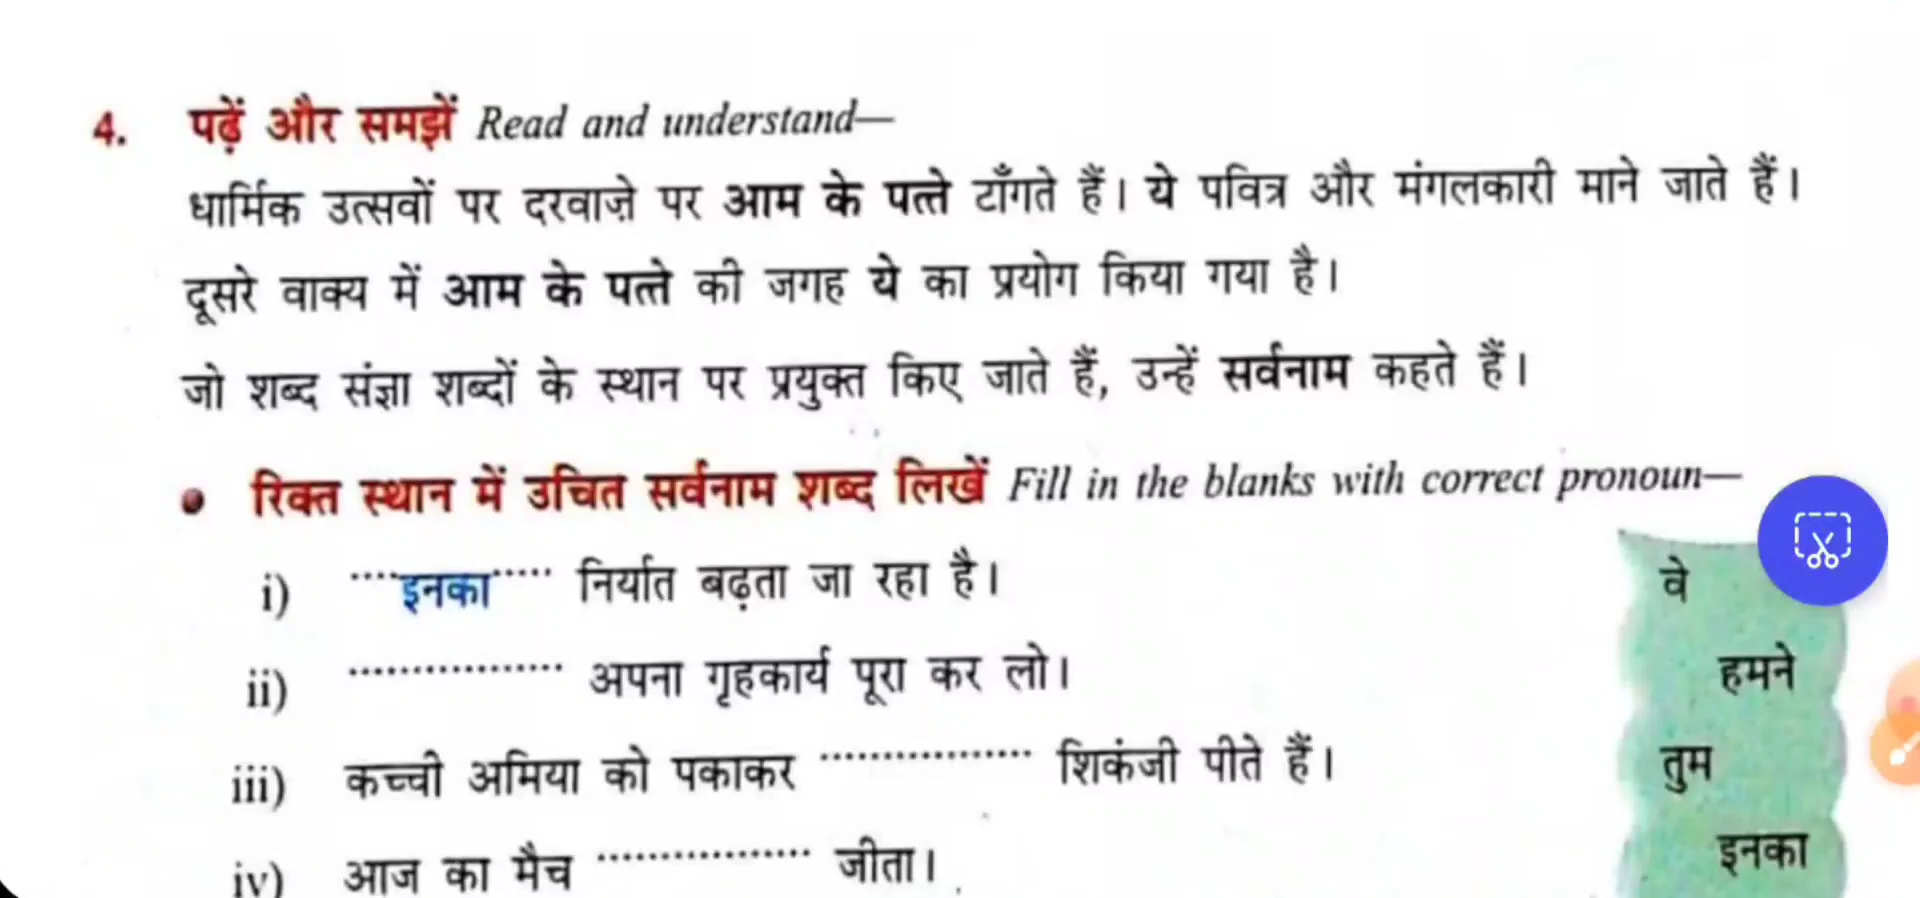 4. पढ़ें और समझें Read and understand—
धार्मिक उत्सवों पर दरवाज़े पर आम के पत्ते टाँगते हैं। ये पवित्र और मंगलकारी माने जाते हैं।
दूसरे वाक्य में आम के पत्ते की जगह ये का प्रयोग किया गया है।
जो शब्द संज्ञा शब्दों के स्थान पर प्रयुक्त किए जाते हैं, उन्हें सर्वनाम कहते हैं।
• रिक्त स्थान में उचित सर्वनाम शब्द लिखें Fill in the blanks with correct pronoun—
i) ....इनका..... निर्यात बढ़ता जा रहा है।
वे
ii) ................. अपना गृहकार्य पूरा कर लो।
हमने
iii) कच्ची अमिया को पकाकर ................. शिकंजी पीते हैं।
तुम
iv) आज का मैच ................. जीता।
इनका